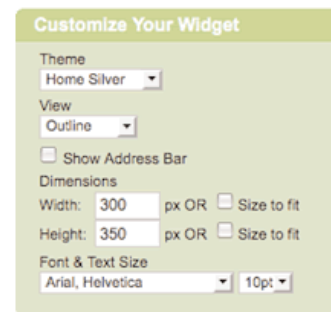 Customize Your Widget
Theme
Home Silver
View
Outline
Show Address Bar
Dimensions
Width: 300 px OR Size to fit
Height: 350 px OR Size to fit
Font & Text Size
Arial, Helvetica 10pt